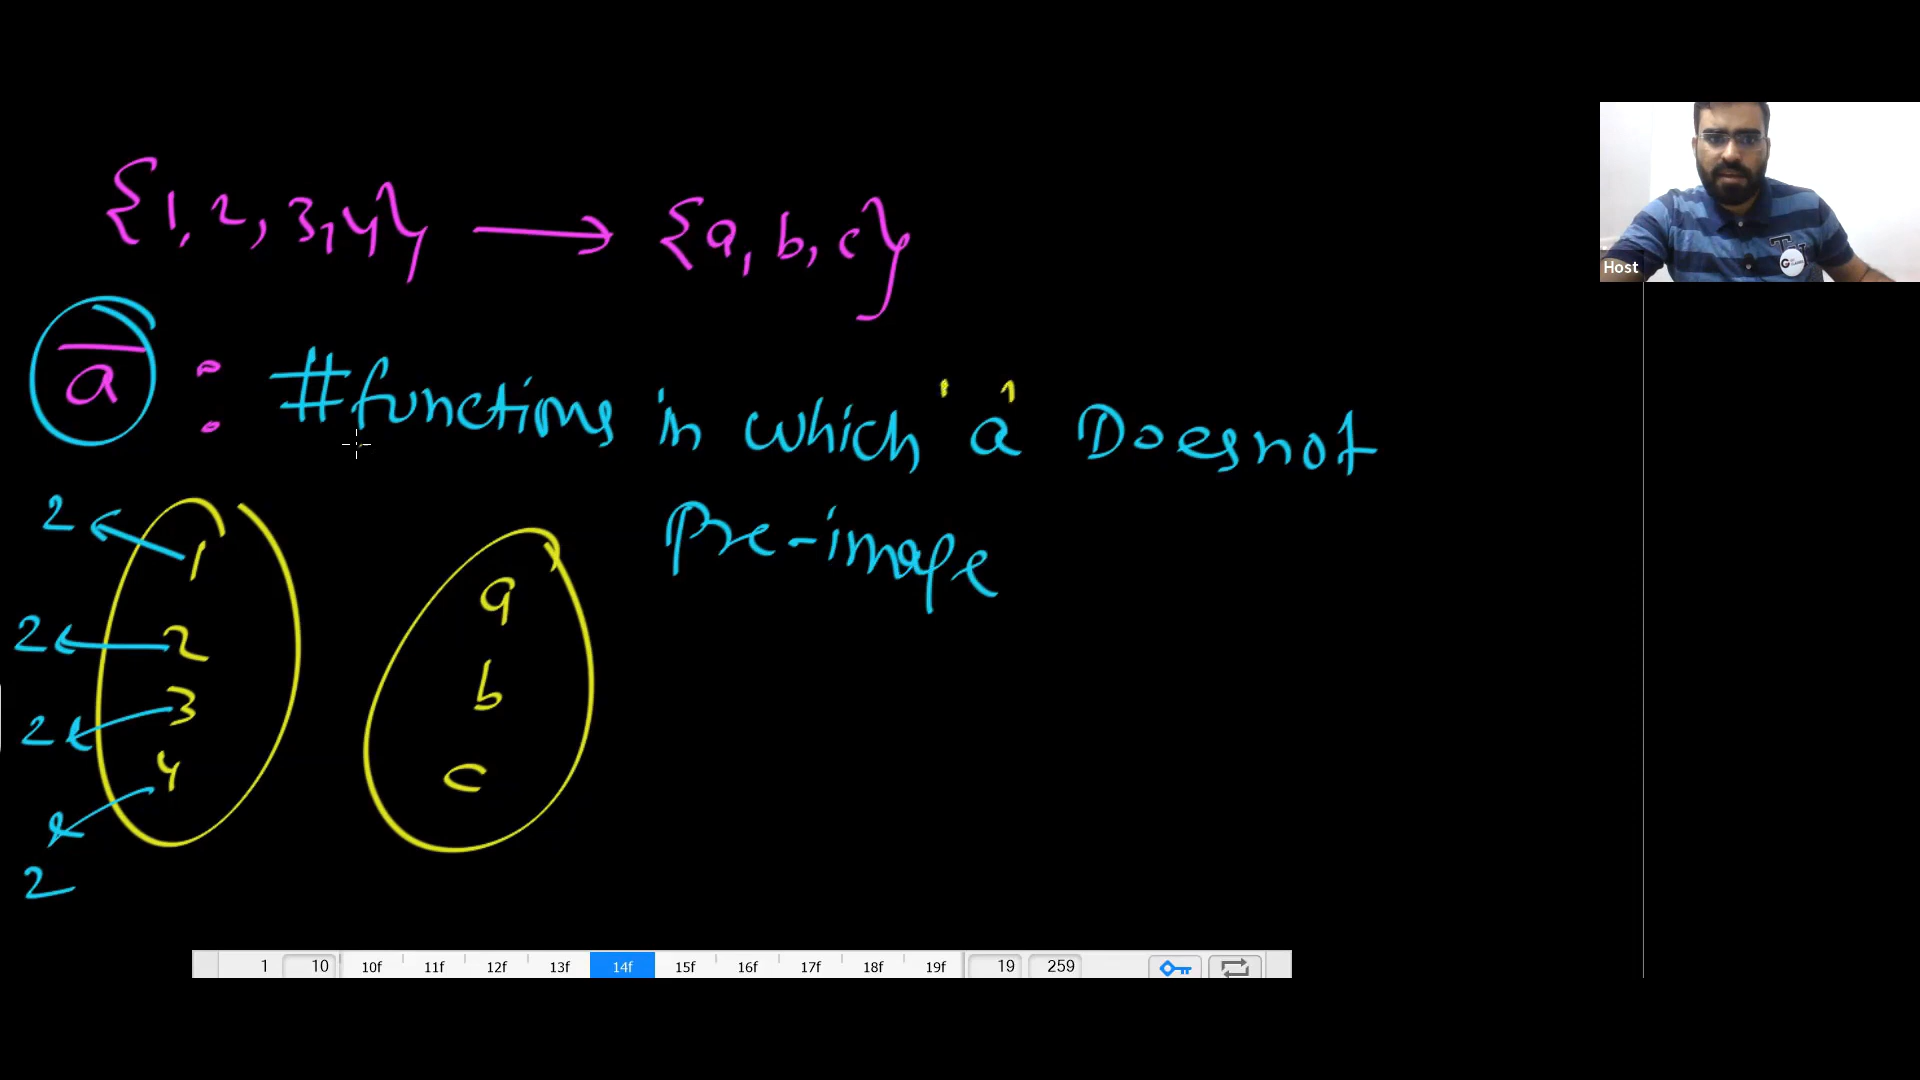 {1, 2, 3, 4} → {a, b, c}
Host
a̅ : #functions in which 'a' Doesnot
Pre-image
2 ← 1
2 ← 2
2 ← 3
2 ← 4
a
b
c
1 10 10f 11f 12f 13f 14f 15f 16f 17f 18f 19f 19 259